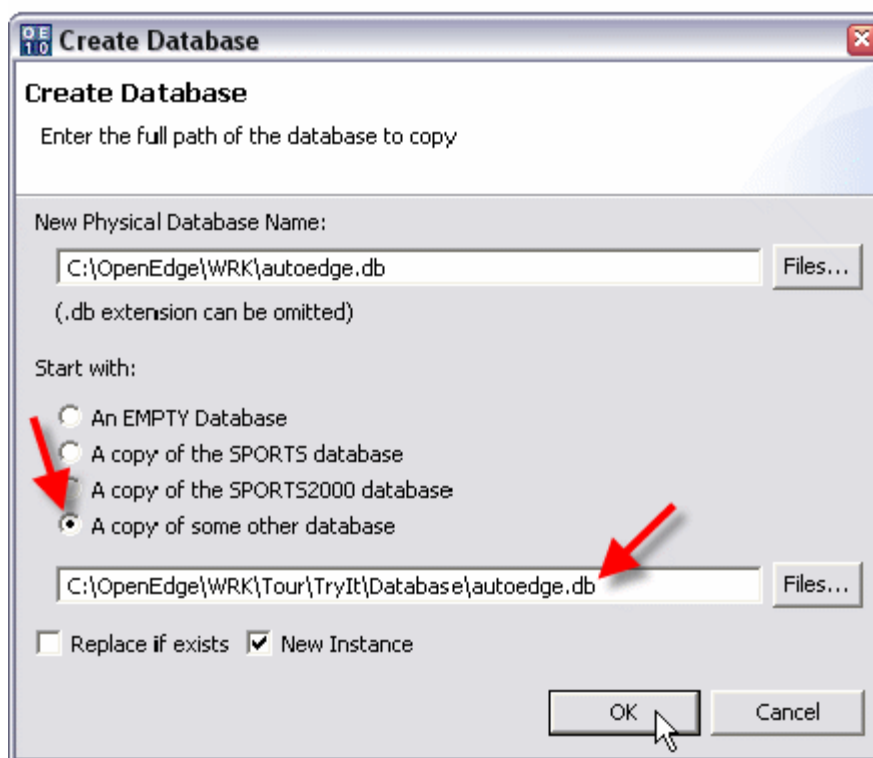 OE
10 Create Database
Create Database
Enter the full path of the database to copy
New Physical Database Name:
C:\OpenEdge\WRK\autoedge.db Files...
(.db extension can be omitted)
Start with:
An EMPTY Database
A copy of the SPORTS database
A copy of the SPORTS2000 database
A copy of some other database
C:\OpenEdge\WRK\Tour\TryIt\Database\autoedge.db Files...
Replace if exists New Instance
OK Cancel